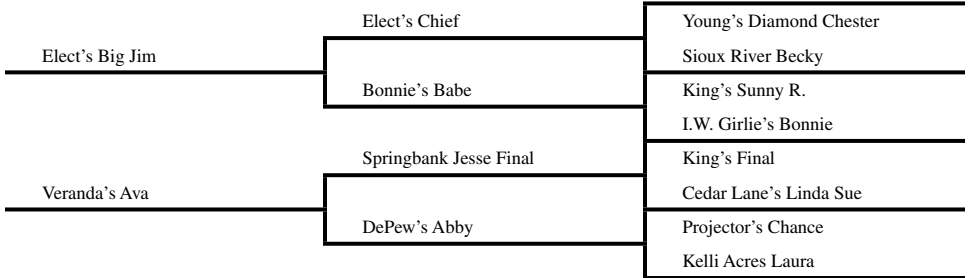 Elect's Chief
Young's Diamond Chester
Elect's Big Jim
Sioux River Becky
Bonnie's Babe
King's Sunny R.
I.W. Girlie's Bonnie
Springbank Jesse Final
King's Final
Veranda's Ava
Cedar Lane's Linda Sue
DePew's Abby
Projector's Chance
Kelli Acres Laura